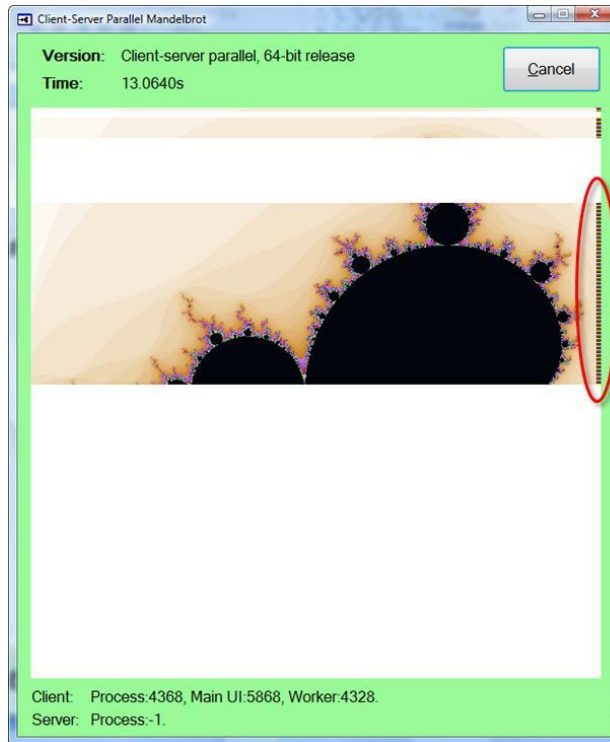 Client-Server Parallel Mandelbrot
Version: Client-server parallel, 64-bit release
Cancel
Time: 13.0640s
Client: Process:4368, Main UI:5868, Worker:4328.
Server: Process:-1.